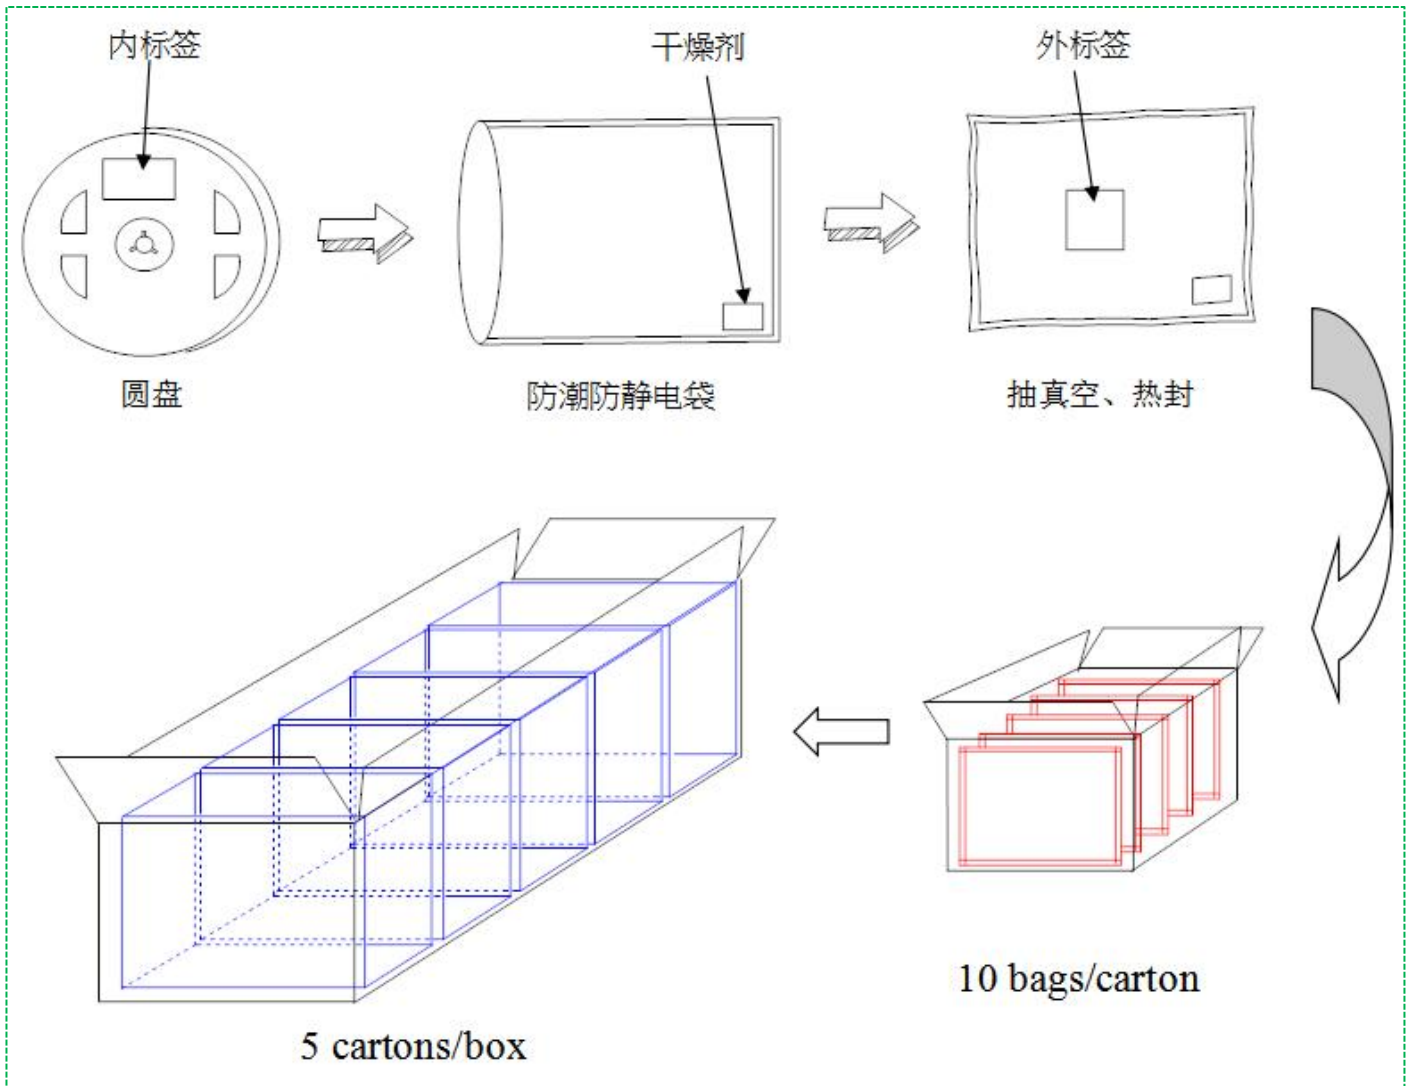 内标签
干燥剂
外标签
圆盘
防潮防静电袋
抽真空、热封
10 bags/carton
5 cartons/box